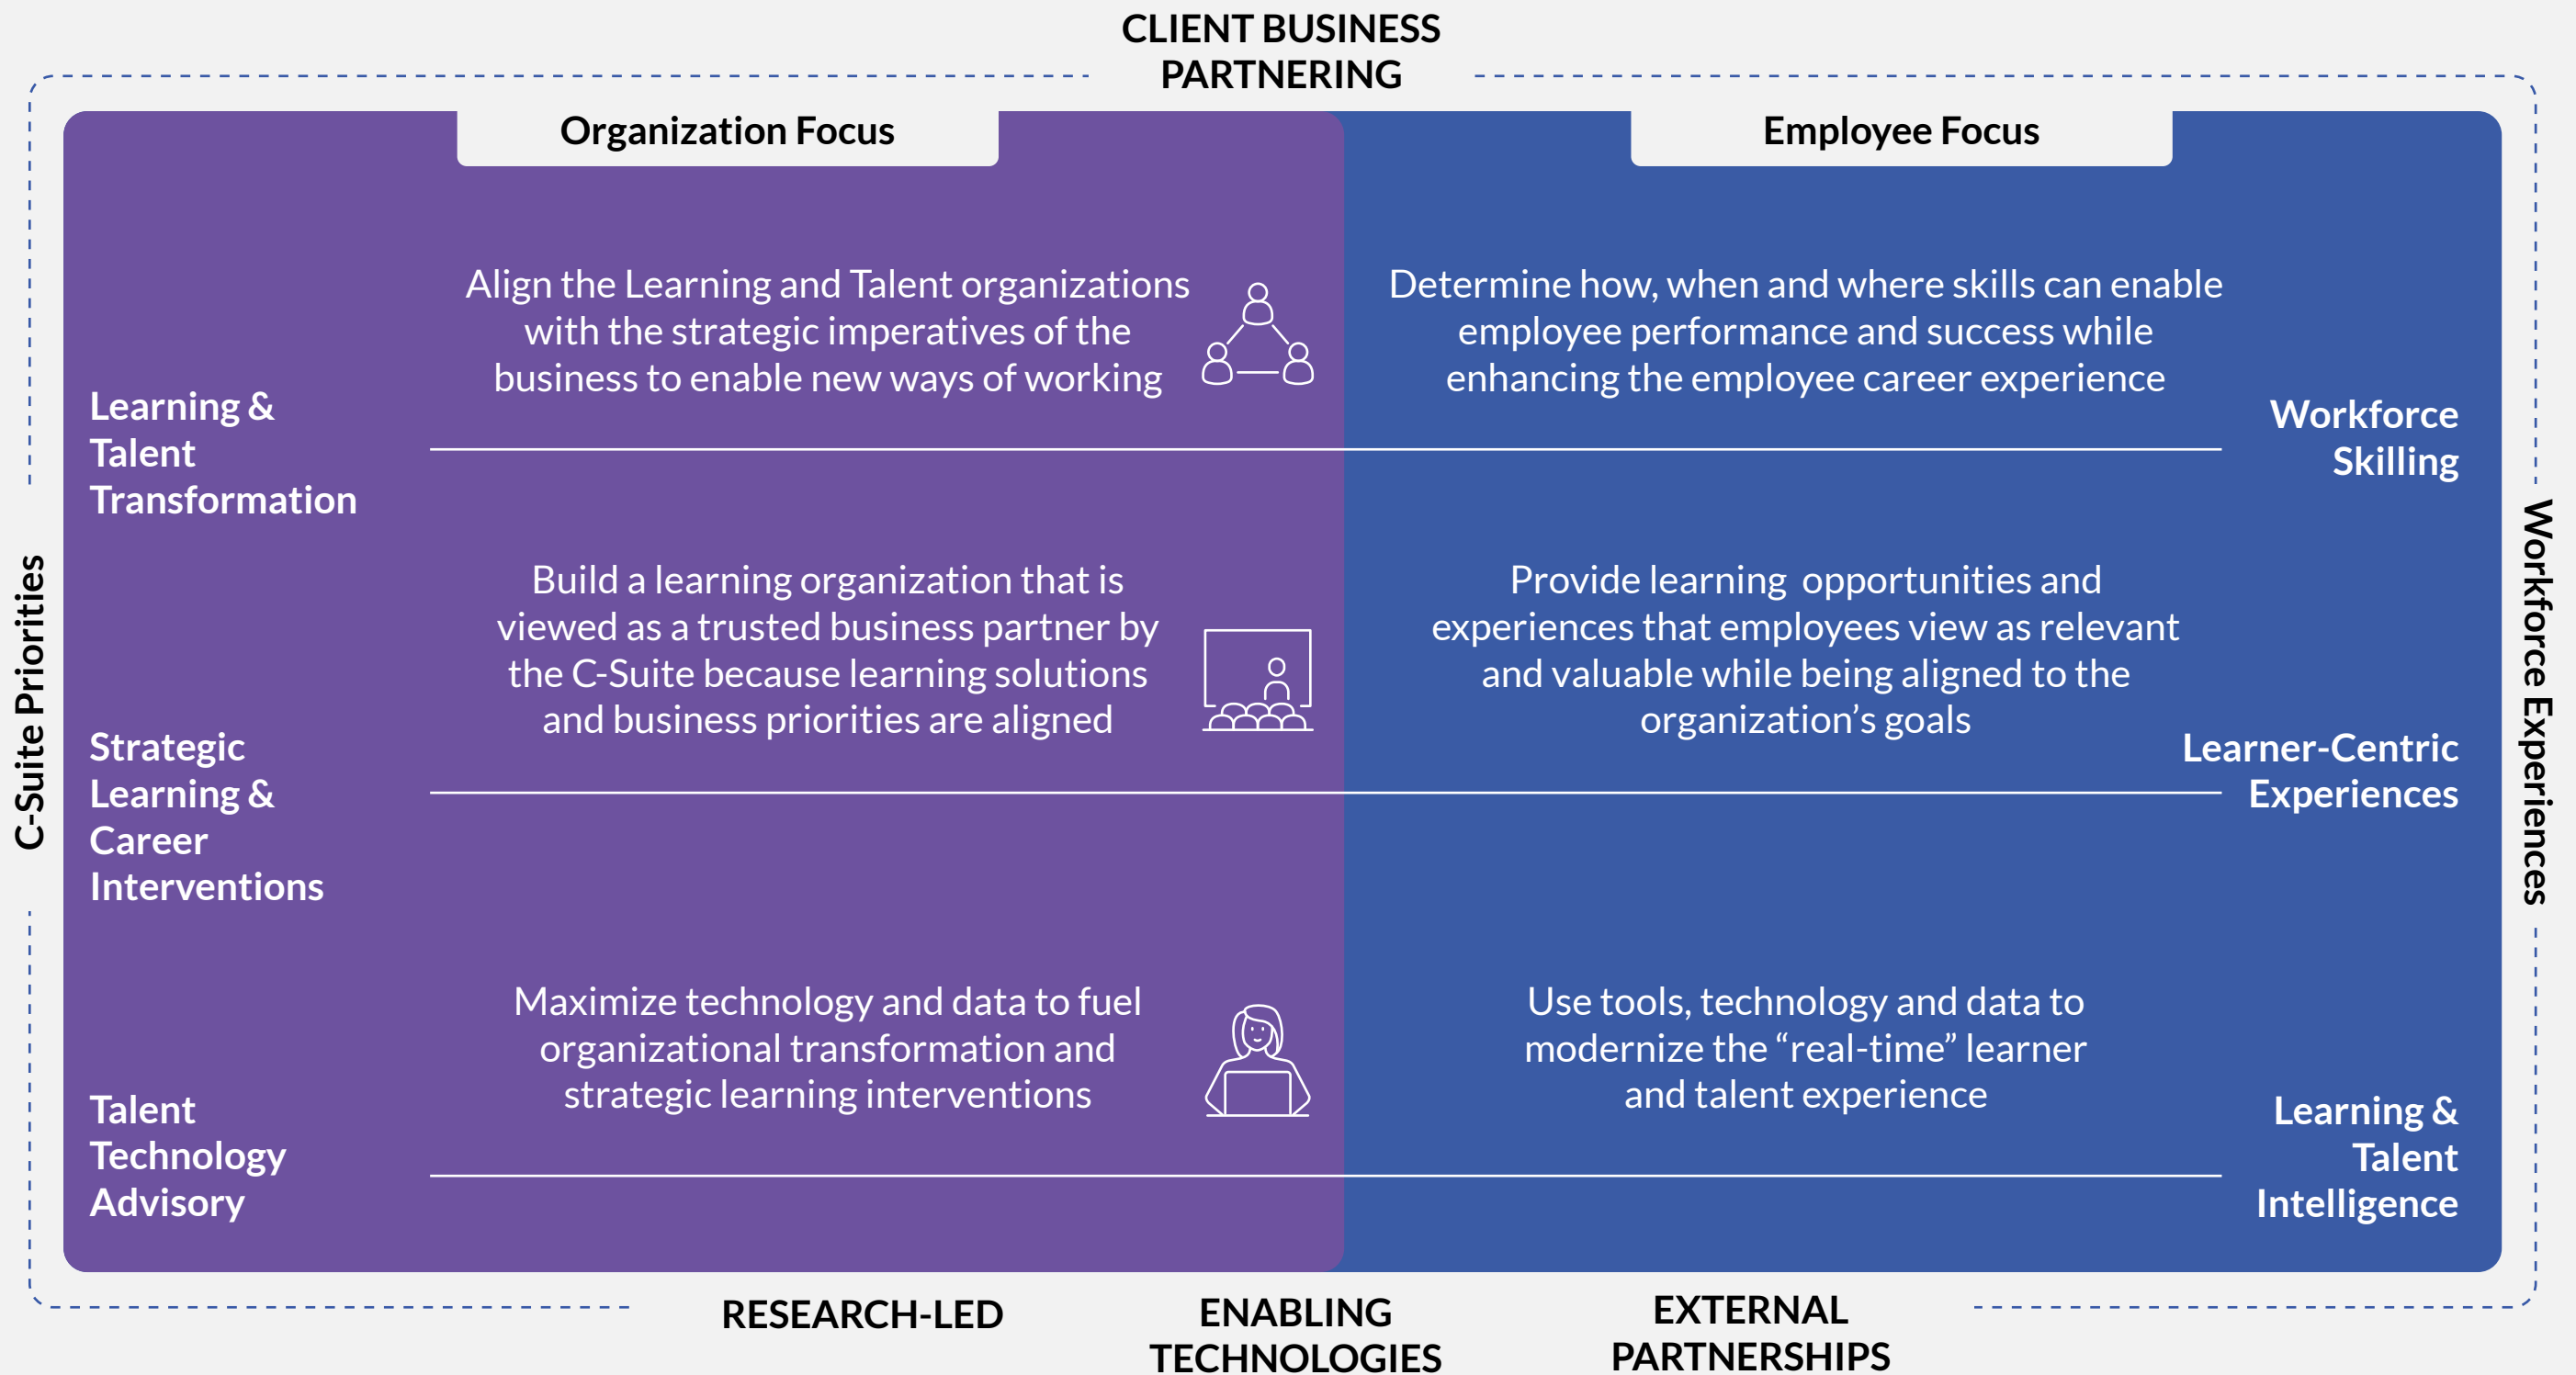 CLIENT BUSINESS
PARTNERING
Organization Focus
Employee Focus
C-Suite Priorities
Learning &
Talent
Transformation
Align the Learning and Talent organizations
with the strategic imperatives of the
business to enable new ways of working
Determine how, when and where skills can enable
employee performance and success while
enhancing the employee career experience
Workforce
Skilling
Strategic
Learning &
Career
Interventions
Build a learning organization that is
viewed as a trusted business partner by
the C-Suite because learning solutions
and business priorities are aligned
Provide learning  opportunities and
experiences that employees view as relevant
and valuable while being aligned to the
organization’s goals
Learner-Centric
Experiences
Talent
Technology
Advisory
Maximize technology and data to fuel
organizational transformation and
strategic learning interventions
Use tools, technology and data to
modernize the “real-time” learner
and talent experience
Learning &
Talent
Intelligence
Workforce Experiences
RESEARCH-LED
ENABLING
TECHNOLOGIES
EXTERNAL
PARTNERSHIPS